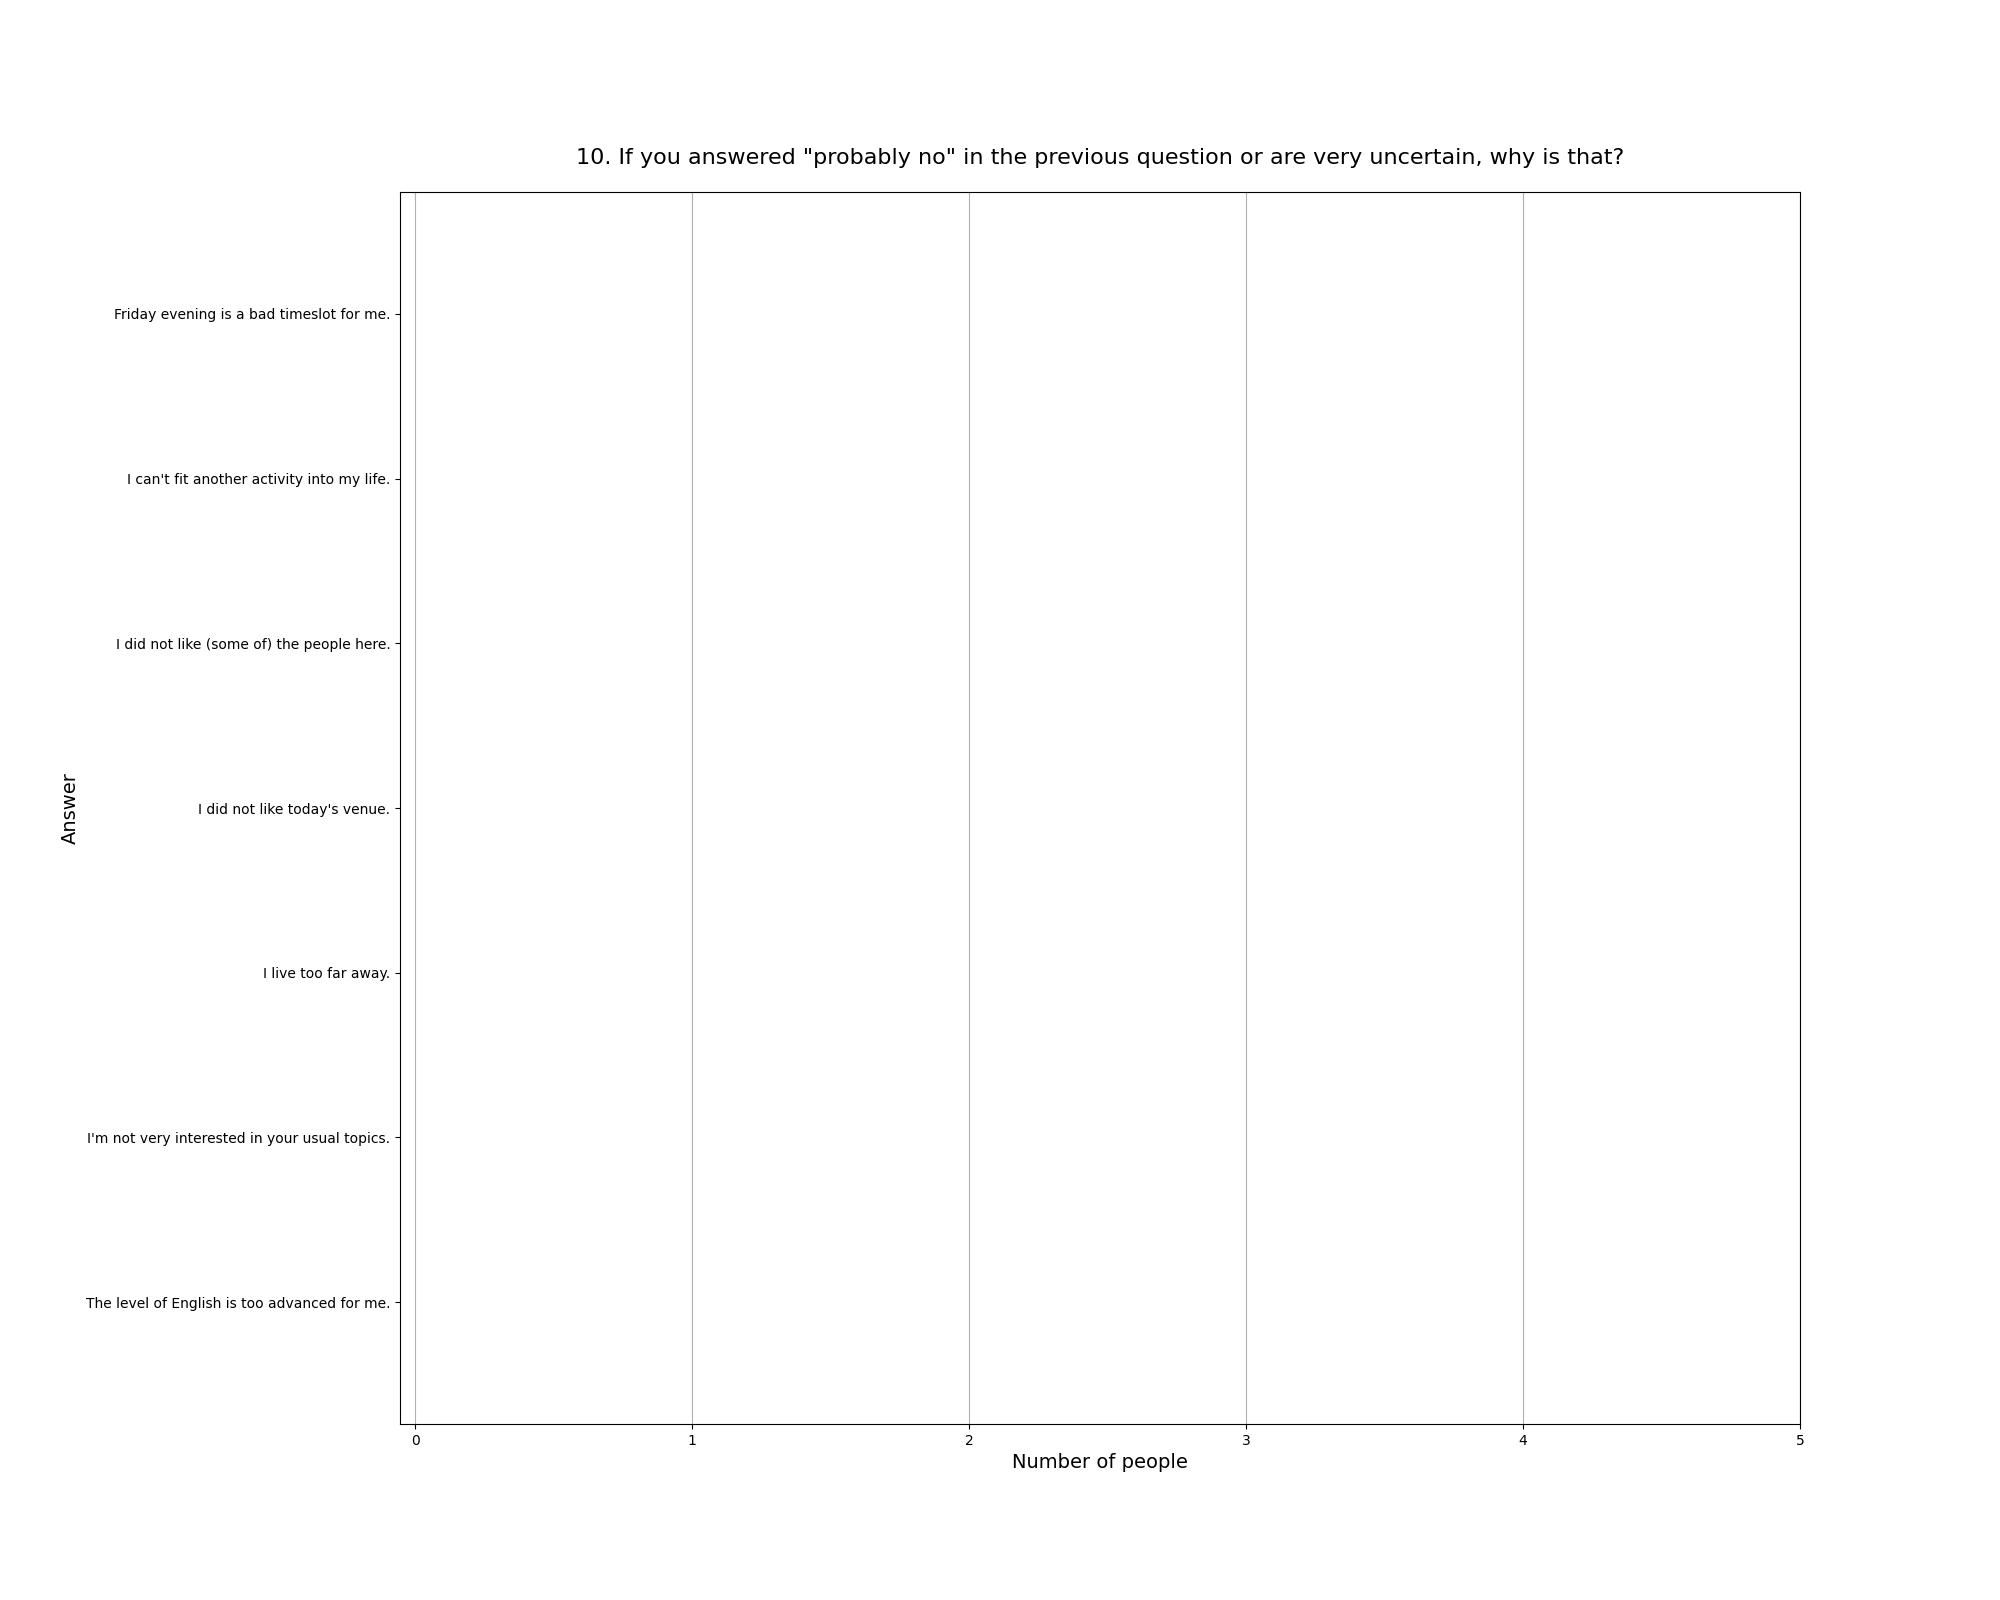 10. If you answered "probably no" in the previous question or are very uncertain, why is that?
Answer
Friday evening is a bad timeslot for me.
I can't fit another activity into my life.
I did not like (some of) the people here.
I did not like today's venue.
I live too far away.
I'm not very interested in your usual topics.
The level of English is too advanced for me.
0 1 2 3 4 5
Number of people